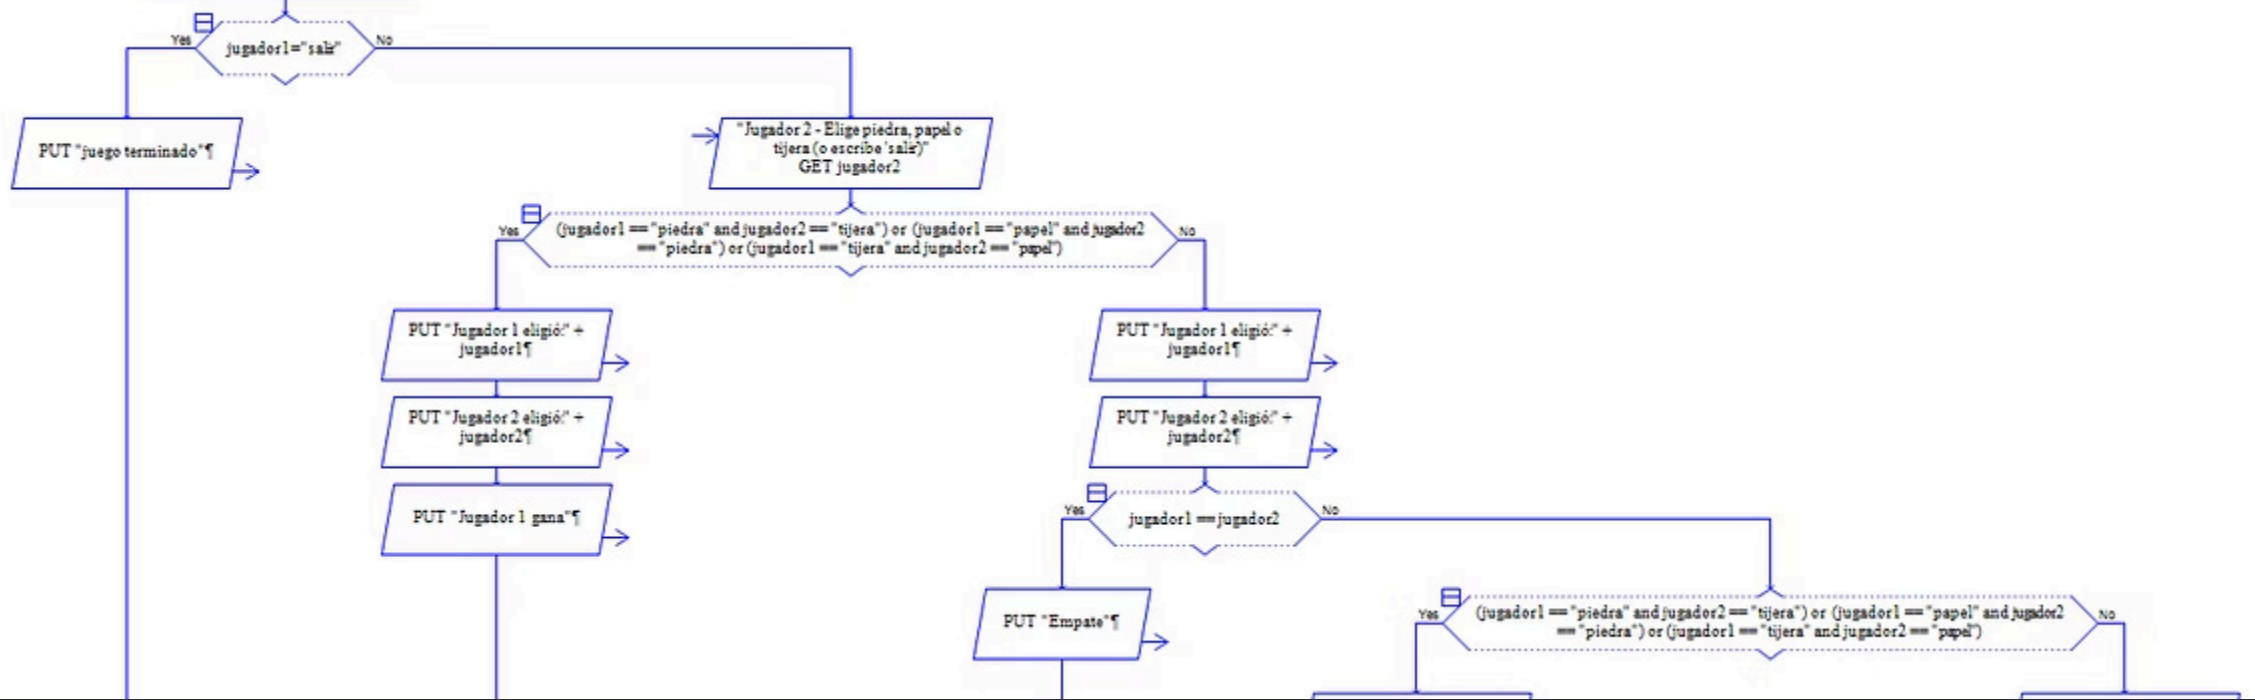 Yes
jugador1="salir"
No
PUT "juego terminado"¶
"Jugador 2 - Elige piedra, papel o
tijera (o escribe 'salir)"
GET jugador2
Yes
(jugador1 == "piedra" and jugador2 == "tijera") or (jugador1 == "papel" and jugador2
== "piedra") or (jugador1 == "tijera" and jugador2 == "papel")
No
PUT "Jugador 1 eligió:" +
jugador1¶
PUT "Jugador 2 eligió:" +
jugador2¶
PUT "Jugador 1 gana"¶
PUT "Jugador 1 eligió:" +
jugador1¶
PUT "Jugador 2 eligió:" +
jugador2¶
Yes
jugador1 == jugador2
No
PUT "Empate"¶
Yes
(jugador1 == "piedra" and jugador2 == "tijera") or (jugador1 == "papel" and jugador2
== "piedra") or (jugador1 == "tijera" and jugador2 == "papel")
No